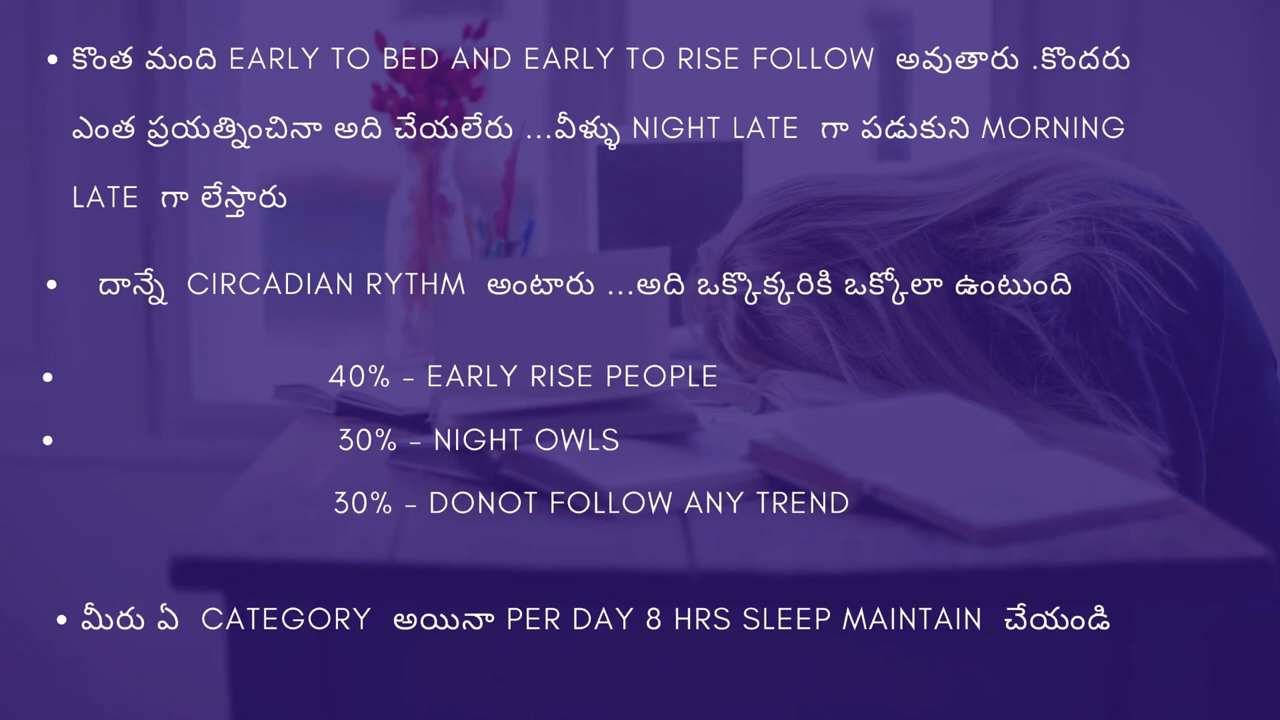 • కొంత మంది EARLY TO BED AND EARLY TO RISE FOLLOW అవుతారు .కొందరు
ఎంత ప్రయత్నించినా అది చేయలేరు ...వీళ్ళు NIGHT LATE గా పడుకుని MORNING
LATE గా లేస్తారు
• దాన్నే CIRCADIAN RYTHM అంటారు ...అది ఒక్కొక్కరికి ఒక్కోలా ఉంటుంది
• 40% – EARLY RISE PEOPLE
• 30% – NIGHT OWLS
30% – DONOT FOLLOW ANY TREND
• మీరు ఏ CATEGORY అయినా PER DAY 8 HRS SLEEP MAINTAIN చేయండి